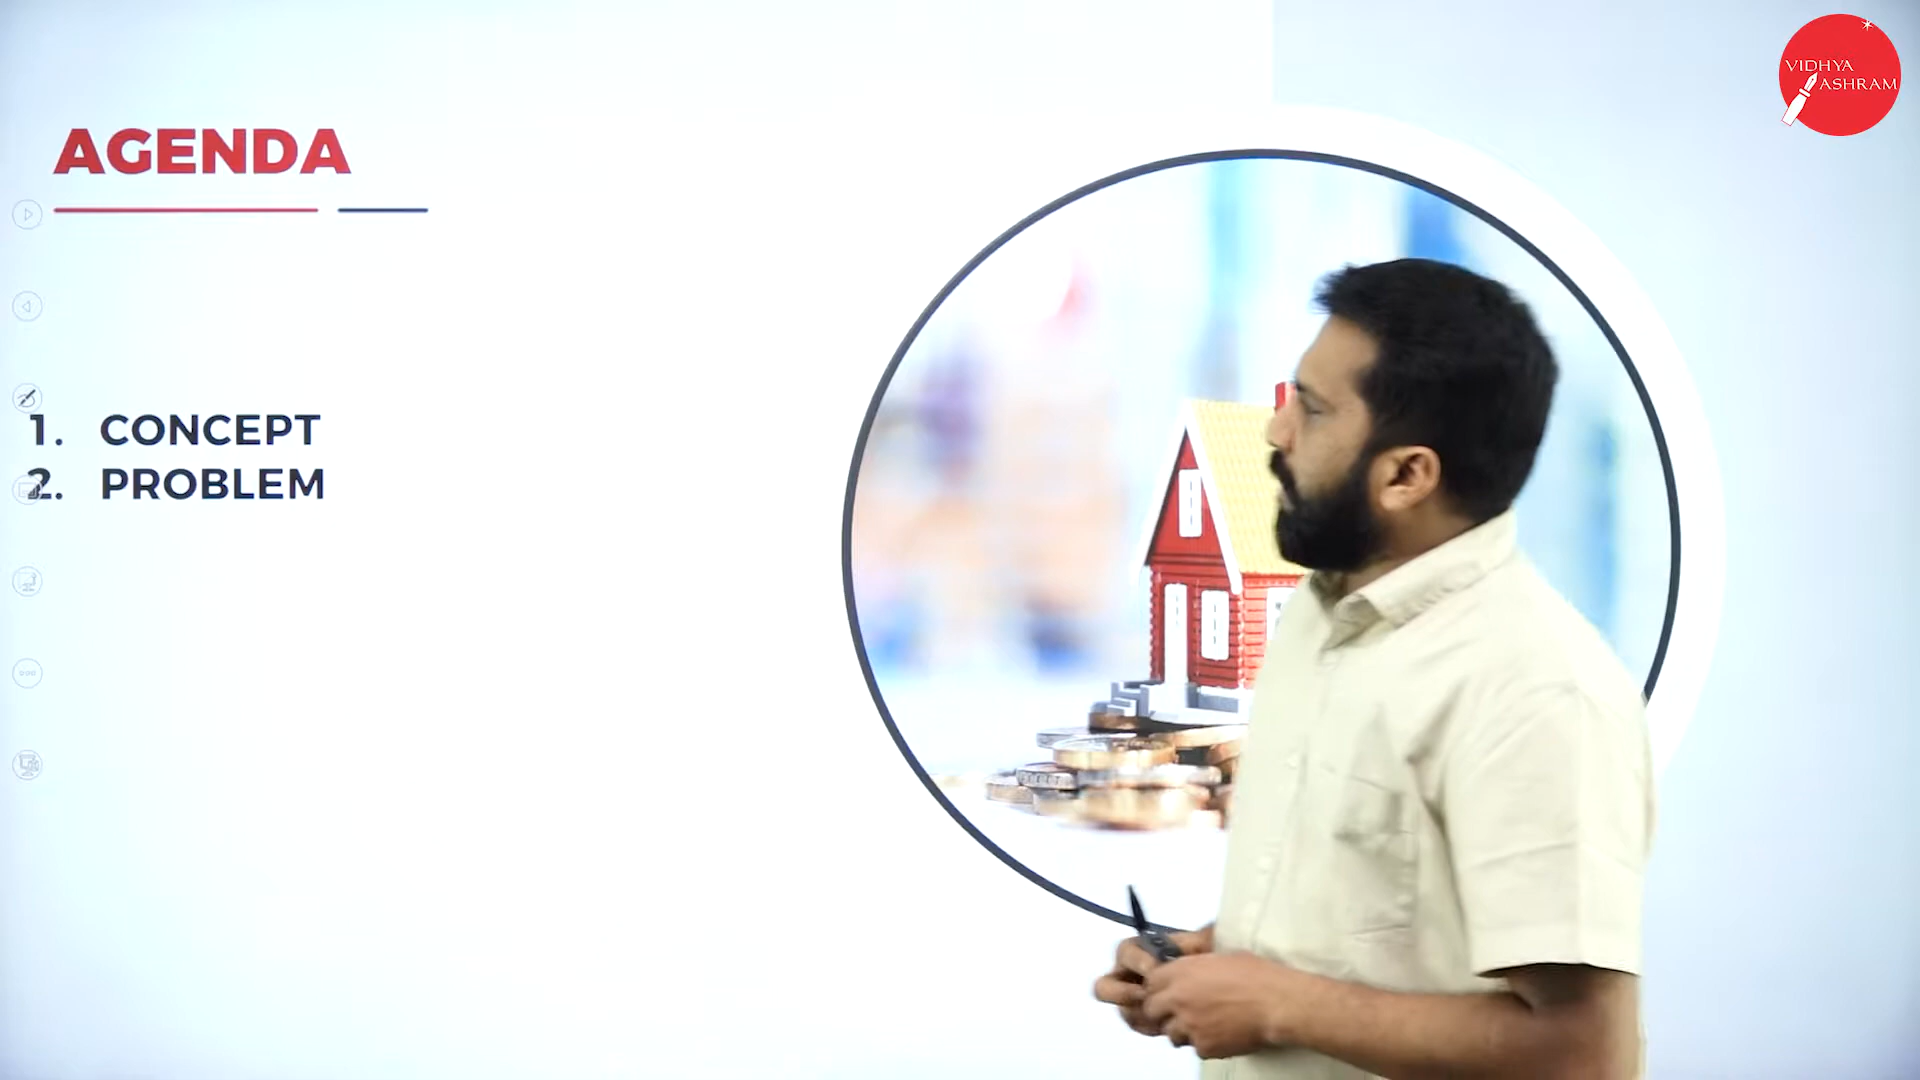 VIDHYA
ASHRAM
AGENDA
1. CONCEPT
2. PROBLEM